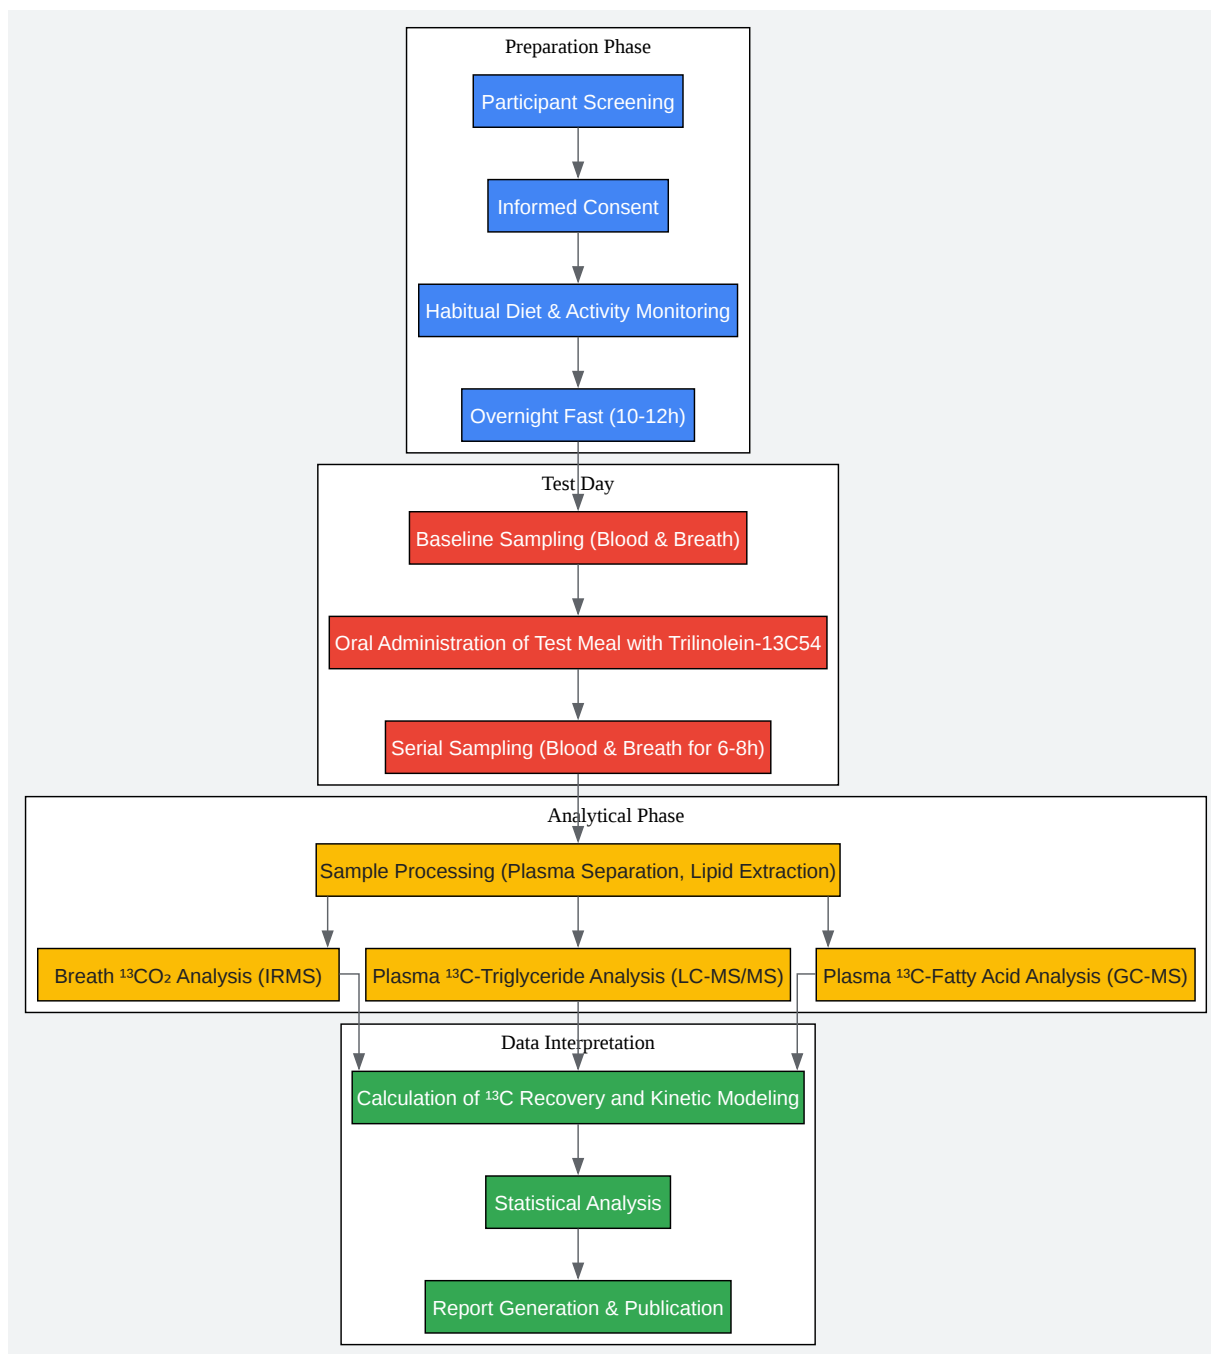 Preparation Phase
Participant Screening
Informed Consent
Habitual Diet & Activity Monitoring
Overnight Fast (10-12h)
Test Day
Baseline Sampling (Blood & Breath)
Oral Administration of Test Meal with Trilinolein-13C54
Serial Sampling (Blood & Breath for 6-8h)
Analytical Phase
Sample Processing (Plasma Separation, Lipid Extraction)
Breath ¹³CO₂ Analysis (IRMS)
Plasma ¹³C-Triglyceride Analysis (LC-MS/MS)
Plasma ¹³C-Fatty Acid Analysis (GC-MS)
Data Interpretation
Calculation of ¹³C Recovery and Kinetic Modeling
Statistical Analysis
Report Generation & Publication